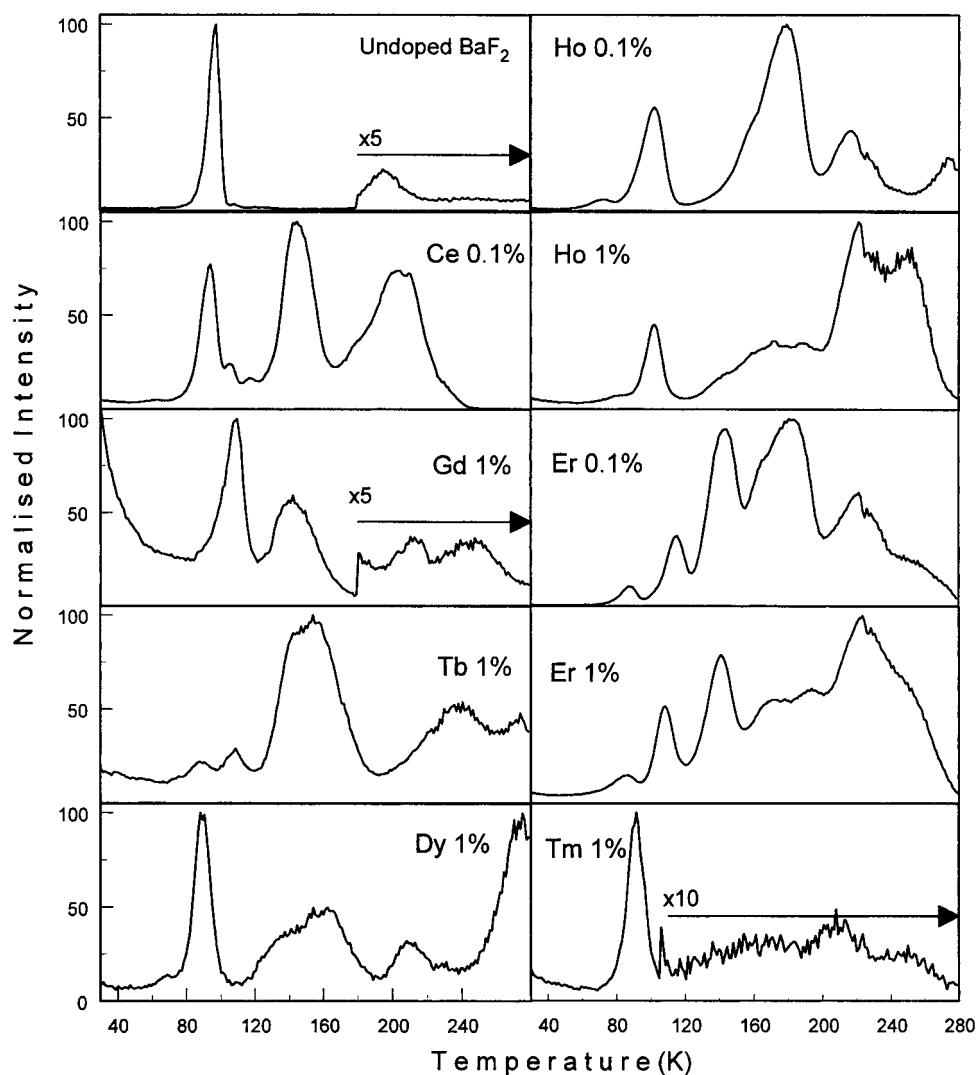 Normalised Intensity
100
50
Undoped BaF₂
x5
Ho 0.1%
100
50
Ce 0.1%
Ho 1%
100
50
Gd 1%
x5
Er 0.1%
100
50
Tb 1%
Er 1%
100
50
0
Dy 1%
Tm 1%
x10
40 80 120 160 200 240 40 80 120 160 200 240 280
Temperature (K)